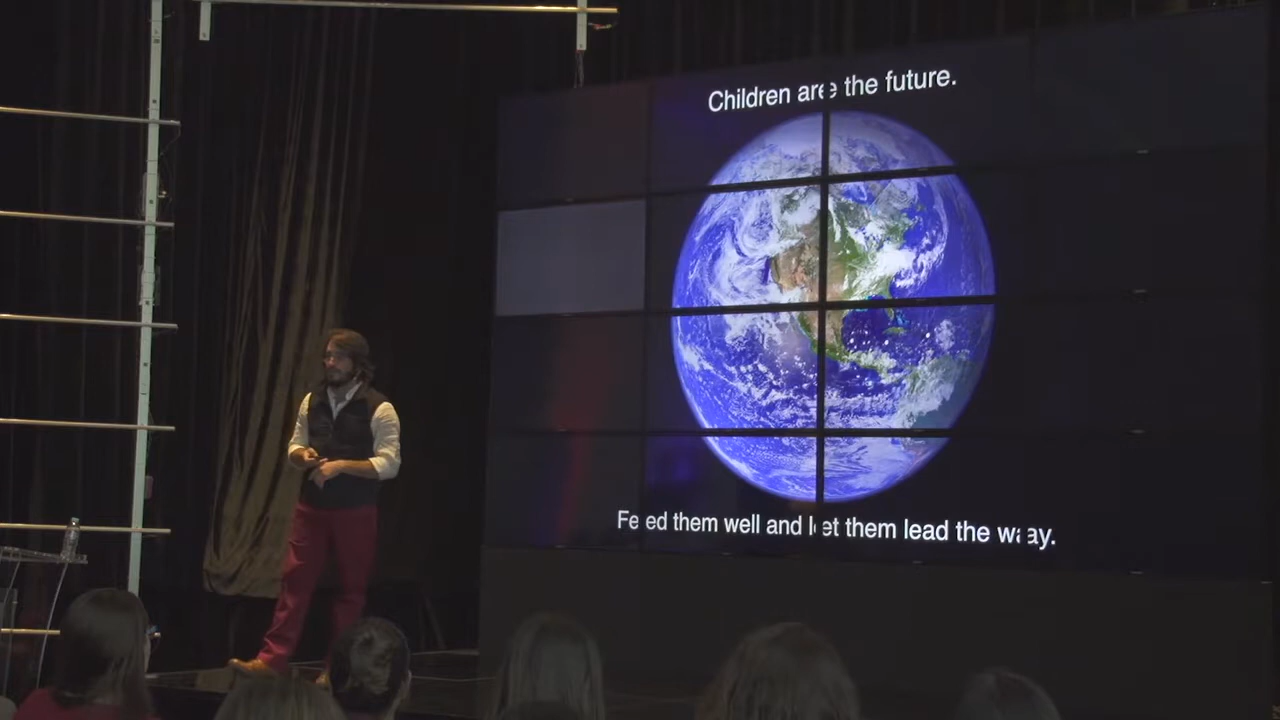 Children are the future.
Feed them well and let them lead the way.